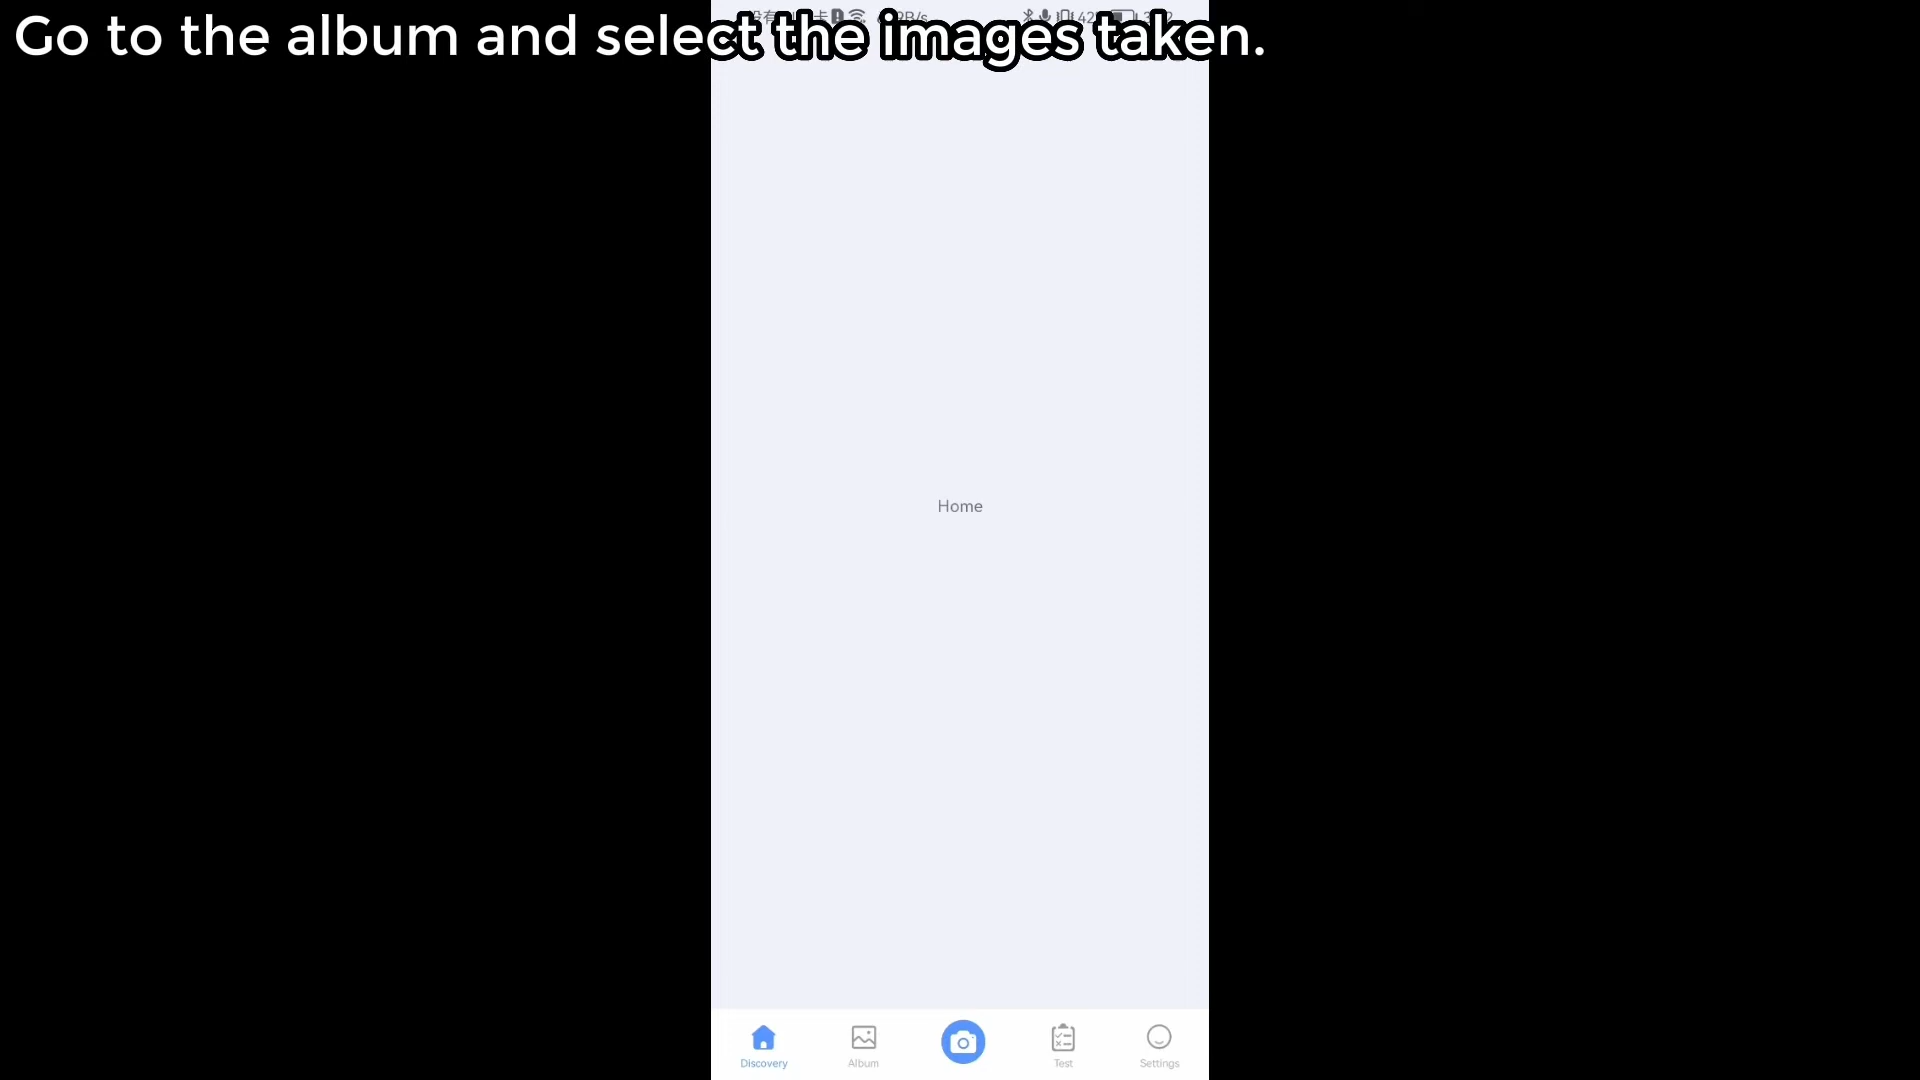 Go to the album and select the images taken.
Home
Discovery
Album
Test
Settings